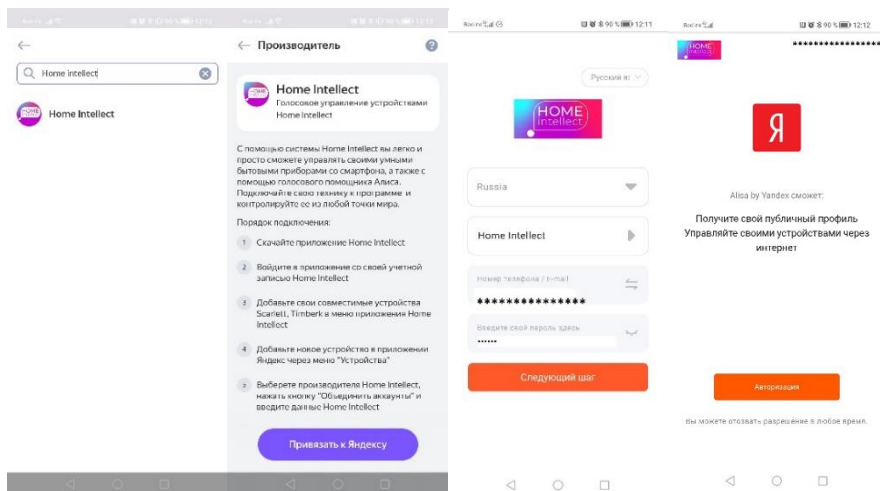 12:12
Home intellect
Home Intellect
12:12
Производитель
?
Home Intellect
Голосовое управление устройствами
Home Intellect
С помощью системы Home Intellect вы легко и
просто сможете управлять своими умными
бытовыми приборами со смартфона, а также с
помощью голосового помощника Алиса.
Подключайте свою технику к программе и
контролируйте ее из любой точки мира.
Порядок подключения:
1 Скачайте приложение Home Intellect
2 Войдите в приложение со своей учетной
записью Home Intellect
3 Добавьте свои совместимые устройства
Scarlett, Timberk в меню приложения Home
Intellect
4 Добавьте новое устройство в приложении
Яндекс через меню "Устройства"
5 Выберете производителя Home Intellect,
нажать кнопку "Объединить аккаунты" и
введите данные Home Intellect
Привязать к Яндексу
90 % 12:11
Русский я:
HOME
intellect
Russia
Home Intellect
Номер телефона / E-mail
***************
Введите свой пароль здесь
••••••
Следующий шаг
90 % 12:12
HOME
intellect
*****************
Я
Alisa by Yandex сможет:
Получите свой публичный профиль
Управляйте своими устройствами через
интернет
Авторизация
Вы можете отозвать разрешение в любое время.